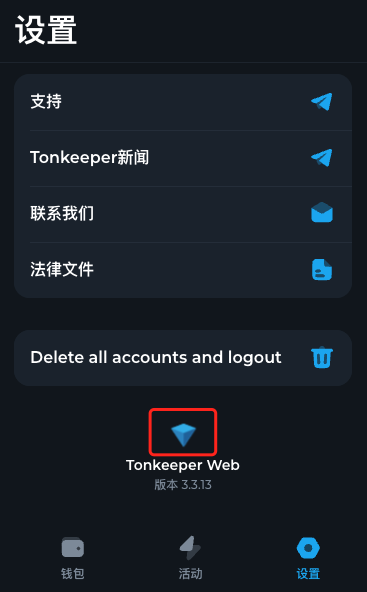 设置
支持
Tonkeeper新闻
联系我们
法律文件
Delete all accounts and logout
Tonkeeper Web
版本 3.3.13
钱包
活动
设置